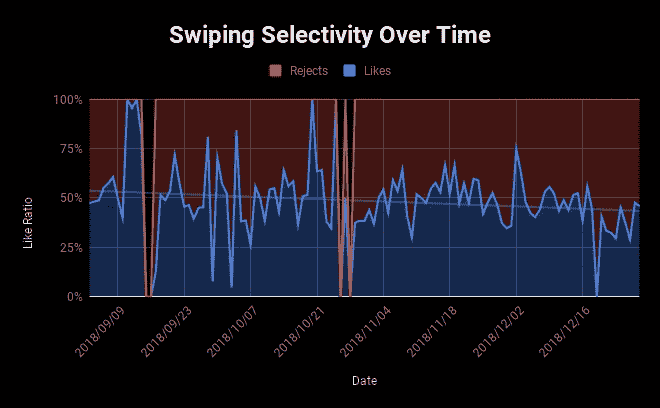 Swiping Selectivity Over Time
Rejects Likes
100%
75%
50%
25%
0%
Like Ratio
2018/09/09 2018/09/23 2018/10/07 2018/10/21 2018/11/04 2018/11/18 2018/12/02 2018/12/16
Date